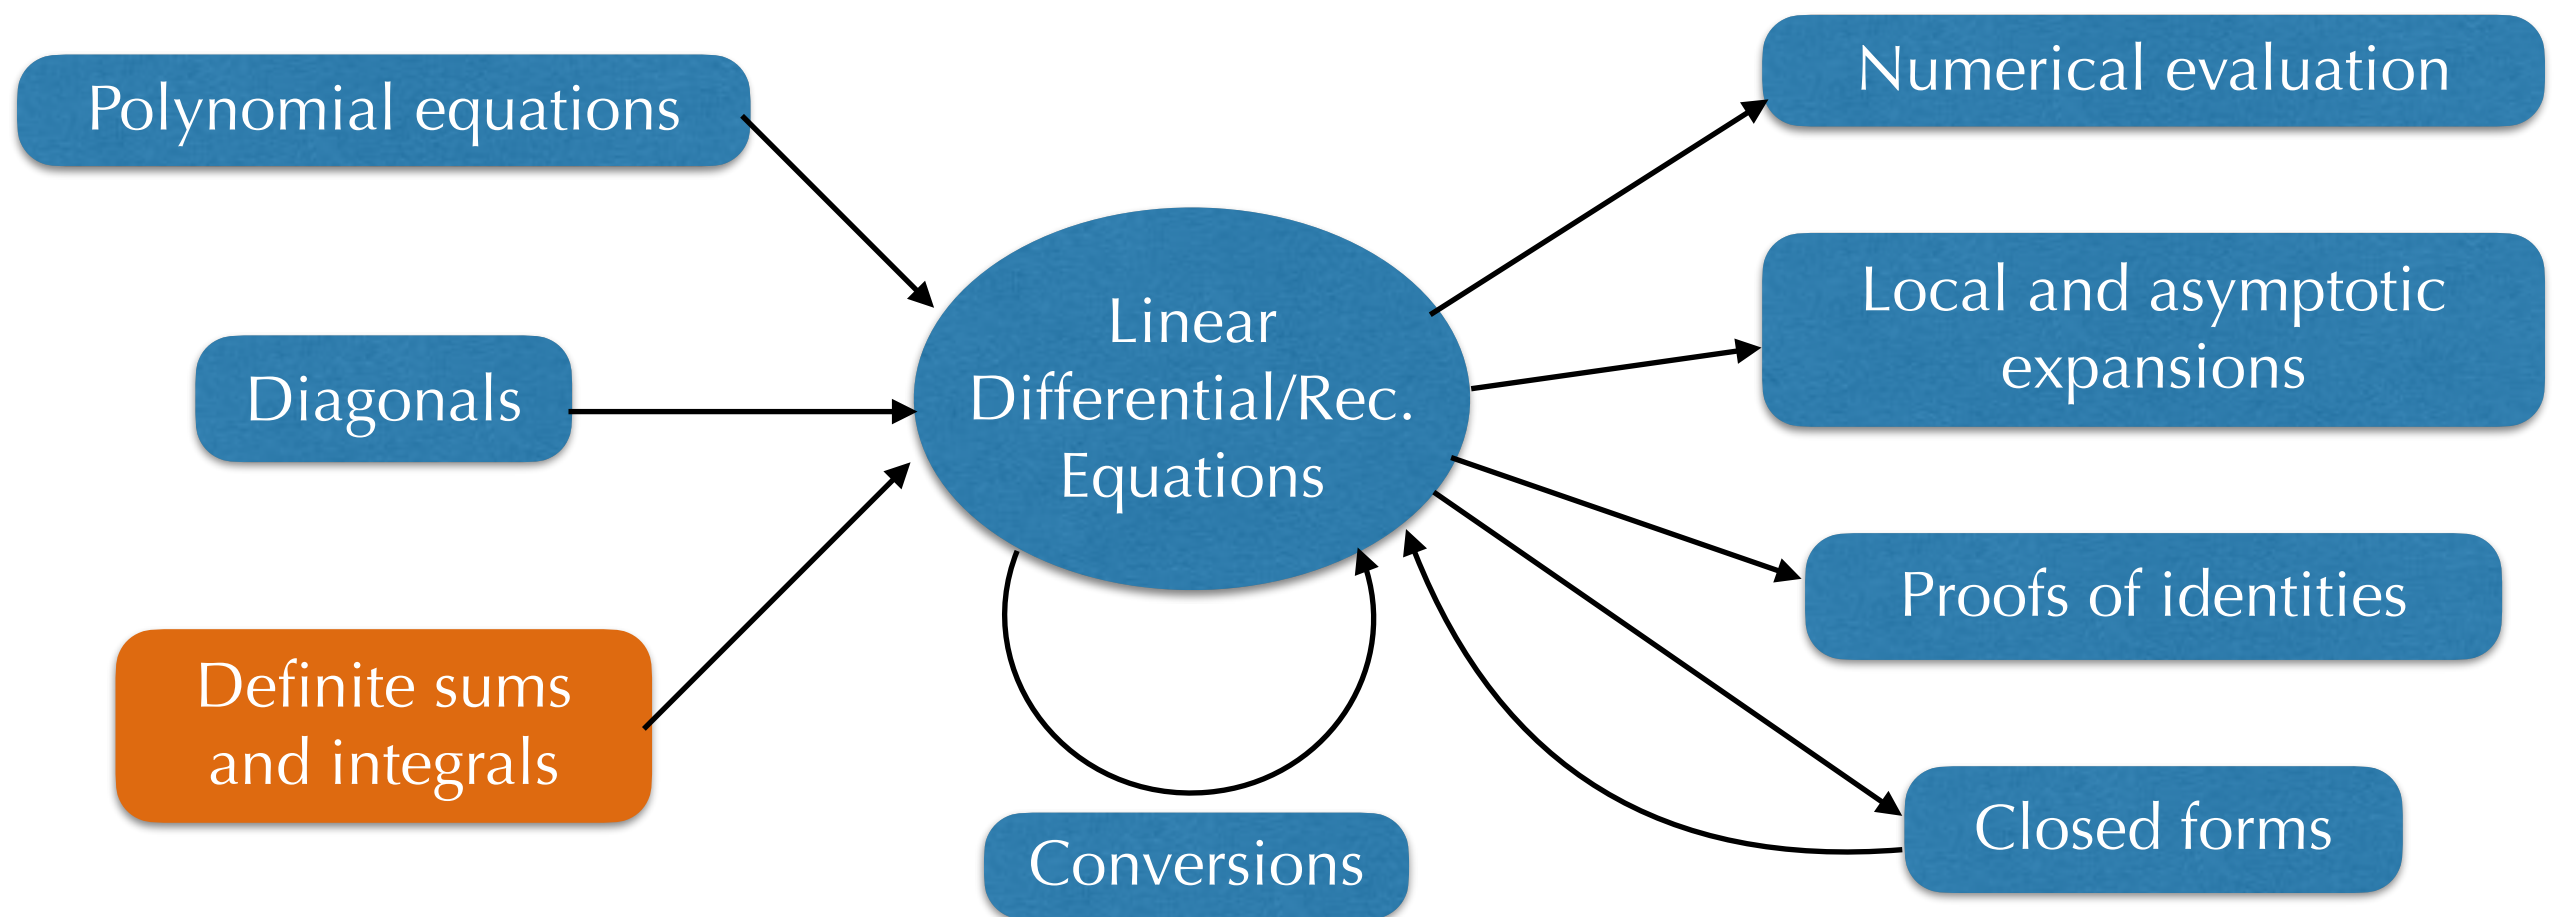 Polynomial equations
Diagonals
Definite sums
and integrals
Linear
Differential/Rec.
Equations
Conversions
Numerical evaluation
Local and asymptotic
expansions
Proofs of identities
Closed forms